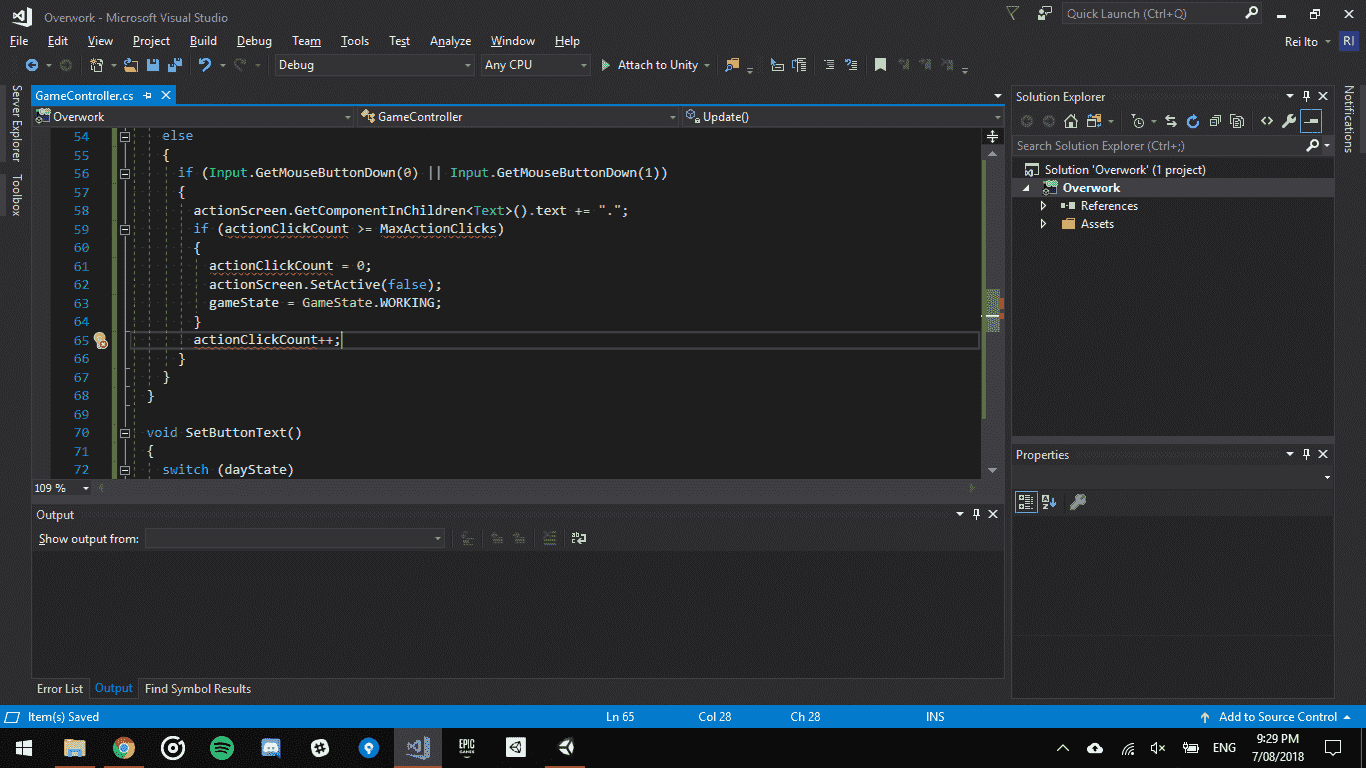 Overwork - Microsoft Visual Studio
Quick Launch (Ctrl+Q)
File Edit View Project Build Debug Team Tools Test Analyze Window Help
Rei Ito RI
Debug Any CPU Attach to Unity
Server Explorer
Toolbox
GameController.cs
Overwork GameController Update()
54 else
55 {
56 if (Input.GetMouseButtonDown(0) || Input.GetMouseButtonDown(1))
57 {
58 actionScreen.GetComponentInChildren<Text>().text += ".";
59 if (actionClickCount >= MaxActionClicks)
60 {
61 actionClickCount = 0;
62 actionScreen.SetActive(false);
63 gameState = GameState.WORKING;
64 }
65 actionClickCount++;
66 }
67 }
68 }
69
70 void SetButtonText()
71 {
72 switch (dayState)
109 %
Output
Show output from:
Error List Output Find Symbol Results
Solution Explorer
Search Solution Explorer (Ctrl+;)
Solution 'Overwork' (1 project)
Overwork
References
Assets
Properties
Notifications
Item(s) Saved Ln 65 Col 28 Ch 28 INS Add to Source Control
EPIC GAMES
ENG
9:29 PM
7/08/2018